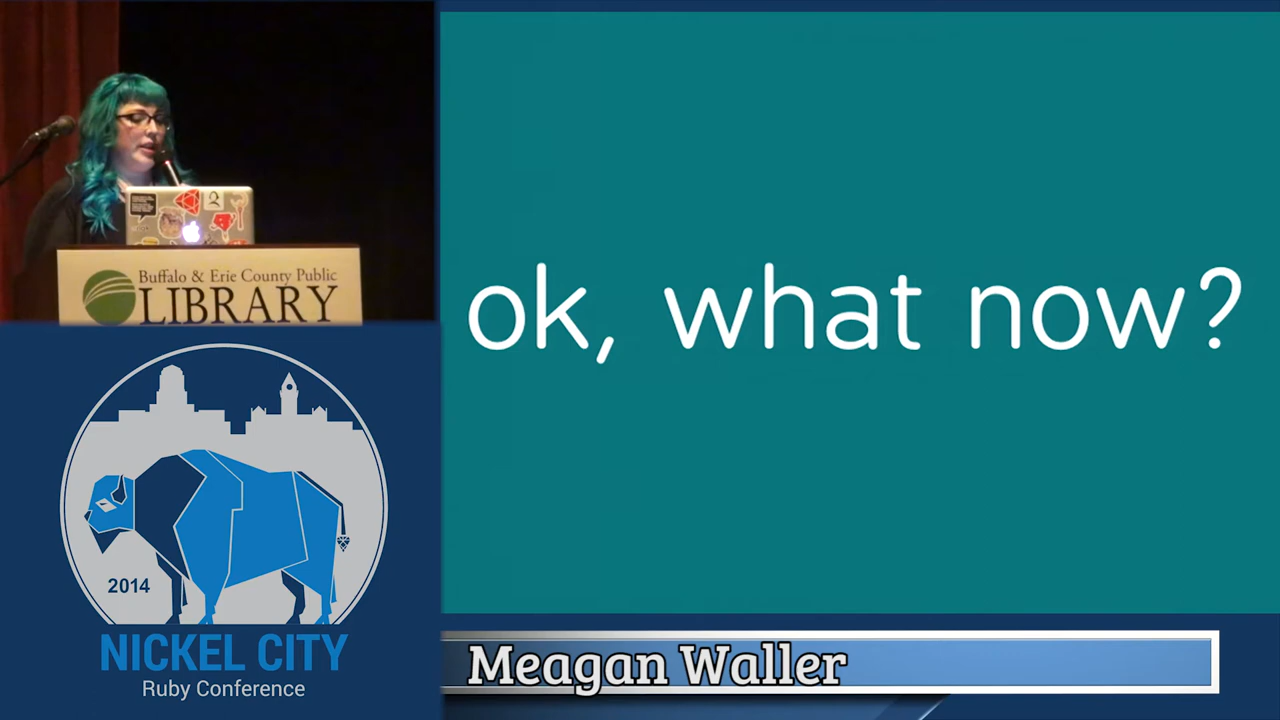 Buffalo & Erie County Public
LIBRARY
ok, what now?
2014
NICKEL CITY
Ruby Conference
Meagan Waller